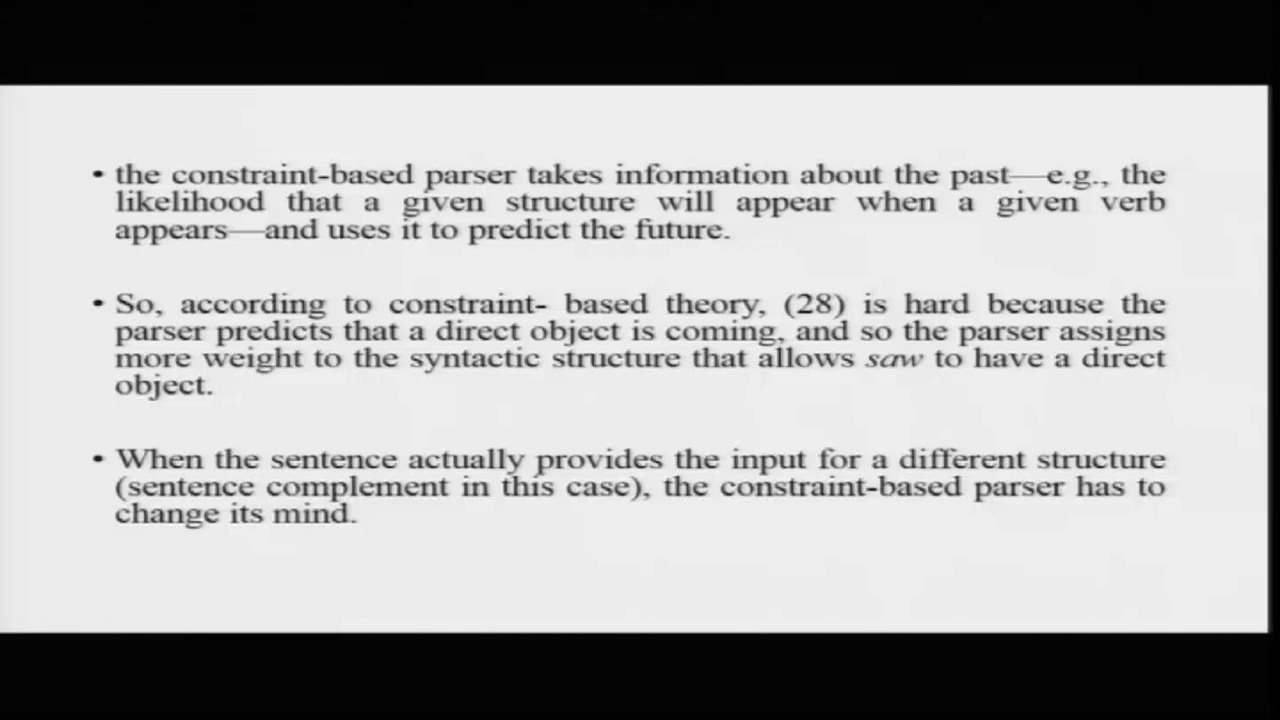 • the constraint-based parser takes information about the past—e.g., the
likelihood that a given structure will appear when a given verb
appears—and uses it to predict the future.
• So, according to constraint- based theory, (28) is hard because the
parser predicts that a direct object is coming, and so the parser assigns
more weight to the syntactic structure that allows saw to have a direct
object.
• When the sentence actually provides the input for a different structure
(sentence complement in this case), the constraint-based parser has to
change its mind.